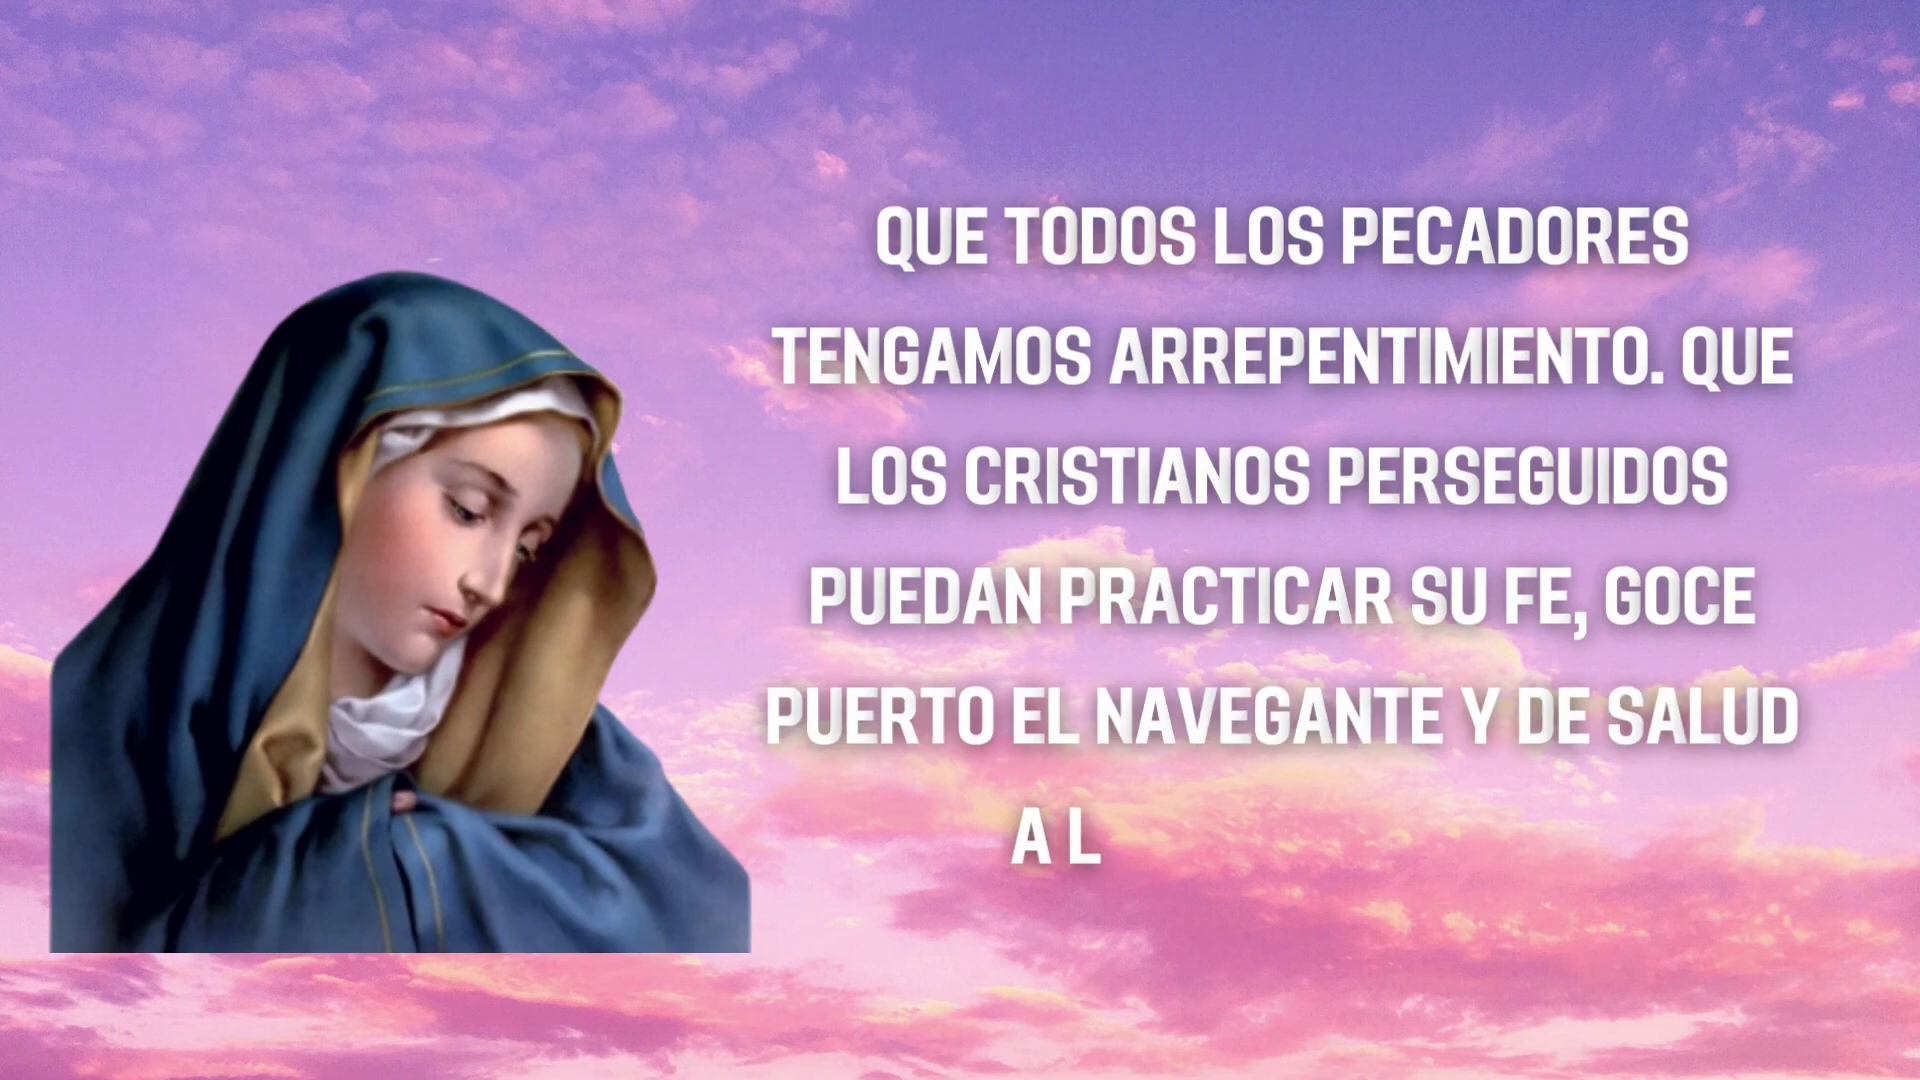 QUE TODOS LOS PECADORES
TENGAMOS ARREPENTIMIENTO. QUE
LOS CRISTIANOS PERSEGUIDOS
PUEDAN PRACTICAR SU FE, GOCE
PUERTO EL NAVEGANTE Y DE SALUD
A L